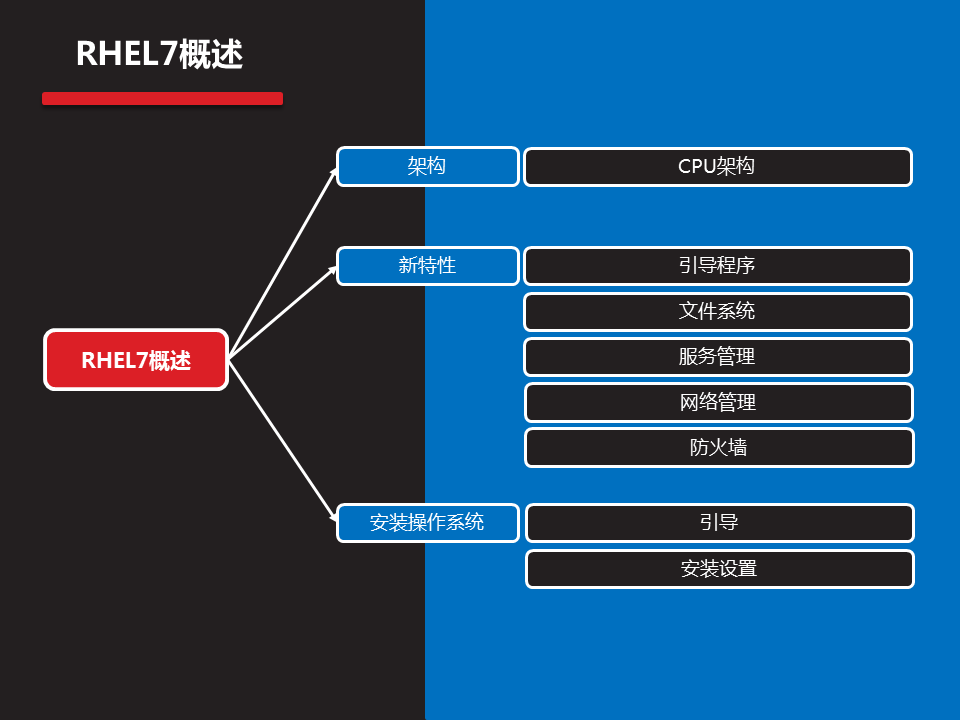 RHEL7概述
架构
CPU架构
新特性
引导程序
文件系统
服务管理
网络管理
防火墙
RHEL7概述
安装操作系统
引导
安装设置